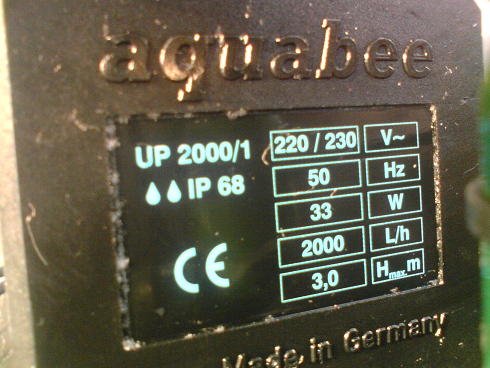 aquabee
UP 2000/1 220 / 230 V~
IP 68 50 Hz
33 W
CE 2000 L/h
3,0 Hmax. m
Made in Germany